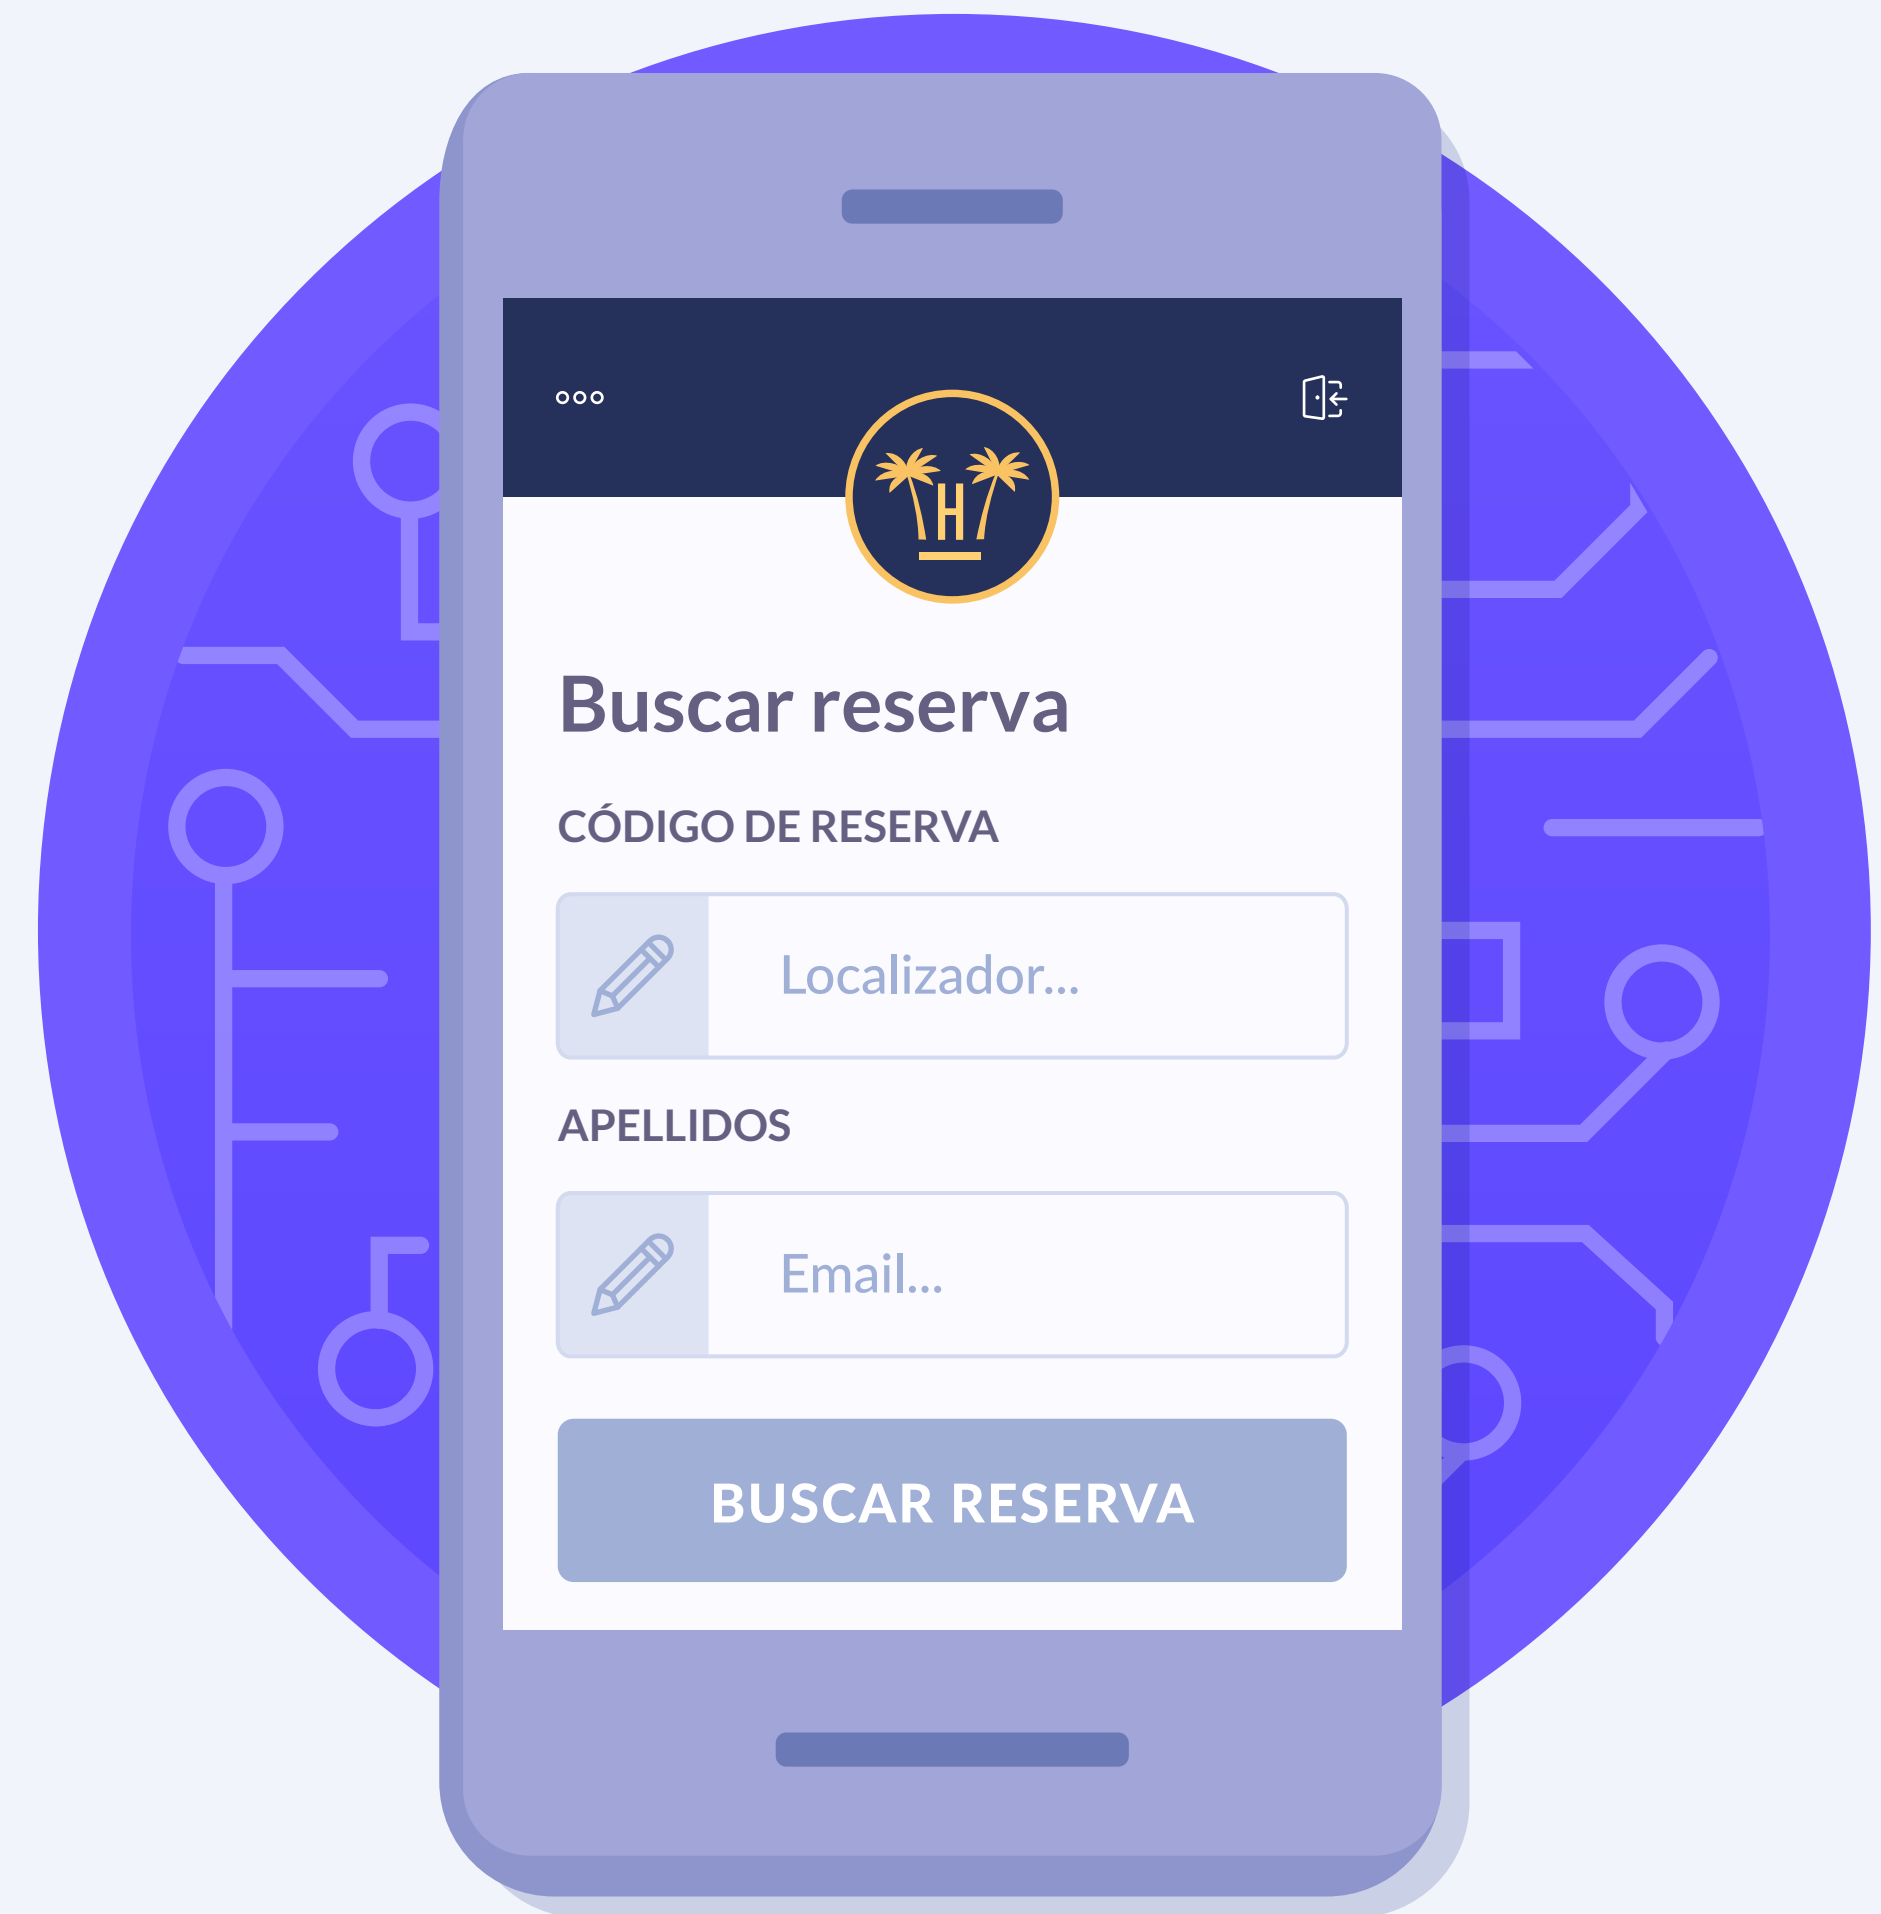 H
Buscar reserva
CÓDIGO DE RESERVA
Localizador...
APELLIDOS
Email...
BUSCAR RESERVA